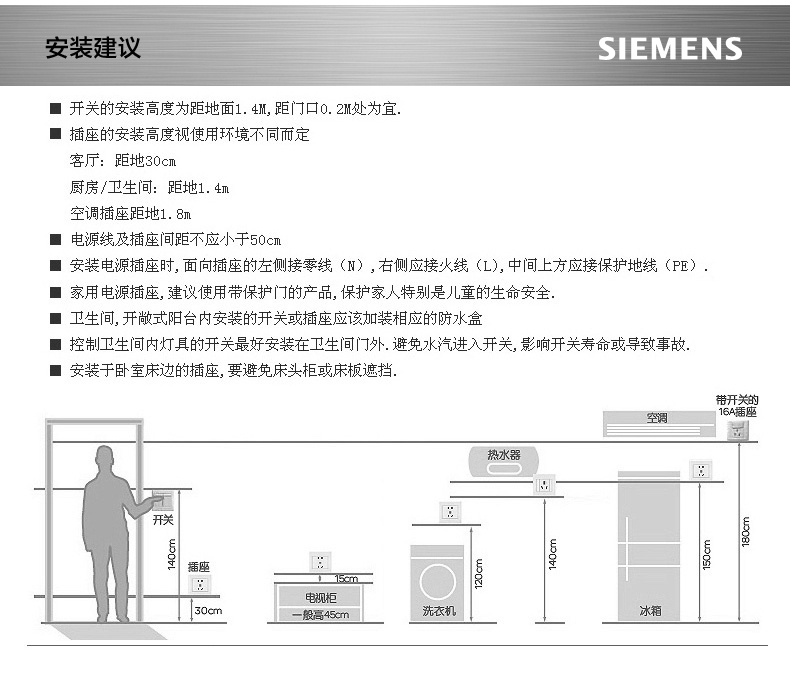 安装建议
SIEMENS
■ 开关的安装高度为距地面1.4M,距门口0.2M处为宜.
■ 插座的安装高度视使用环境不同而定
客厅：距地30cm
厨房/卫生间：距地1.4m
空调插座距地1.8m
■ 电源线及插座间距不应小于50cm
■ 安装电源插座时,面向插座的左侧接零线（N）,右侧应接火线（L),中间上方应接保护地线（PE）.
■ 家用电源插座,建议使用带保护门的产品,保护家人特别是儿童的生命安全.
■ 卫生间,开敞式阳台内安装的开关或插座应该加装相应的防水盒
■ 控制卫生间内灯具的开关最好安装在卫生间门外.避免水汽进入开关,影响开关寿命或导致事故.
■ 安装于卧室床边的插座,要避免床头柜或床板遮挡.
带开关的
16A插座
空调
热水器
开关
140cm
插座
30cm
15cm
电视柜
一般高45cm
洗衣机
120cm
140cm
冰箱
150cm
180cm